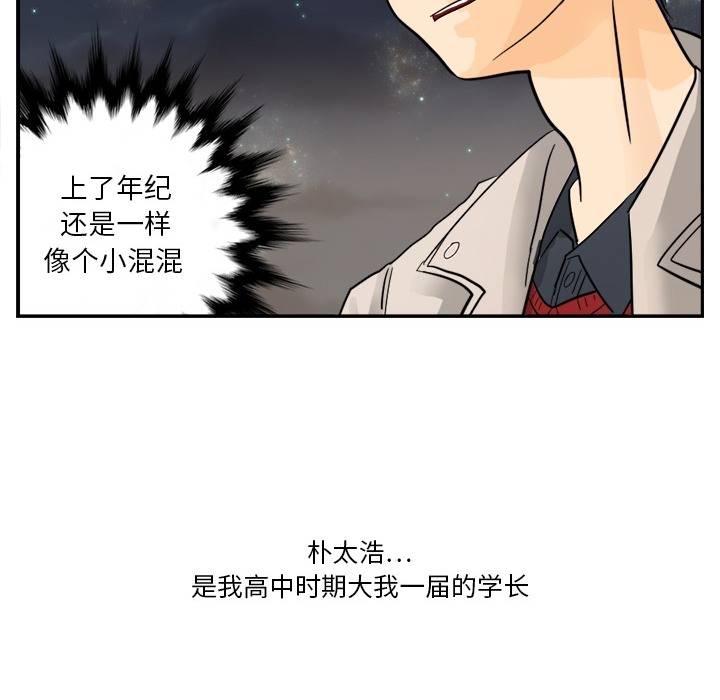 上了年纪
还是一样
像个小混混
朴太浩...
是我高中时期大我一届的学长